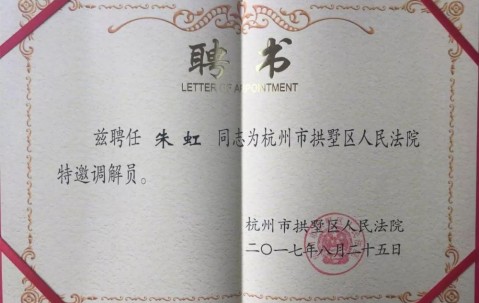 聘书
LETTER OF APPOINTMENT
兹聘任 朱虹 同志为杭州市拱墅区人民法院
特邀调解员。
杭州市拱墅区人民法院
二〇一七年八月二十五日